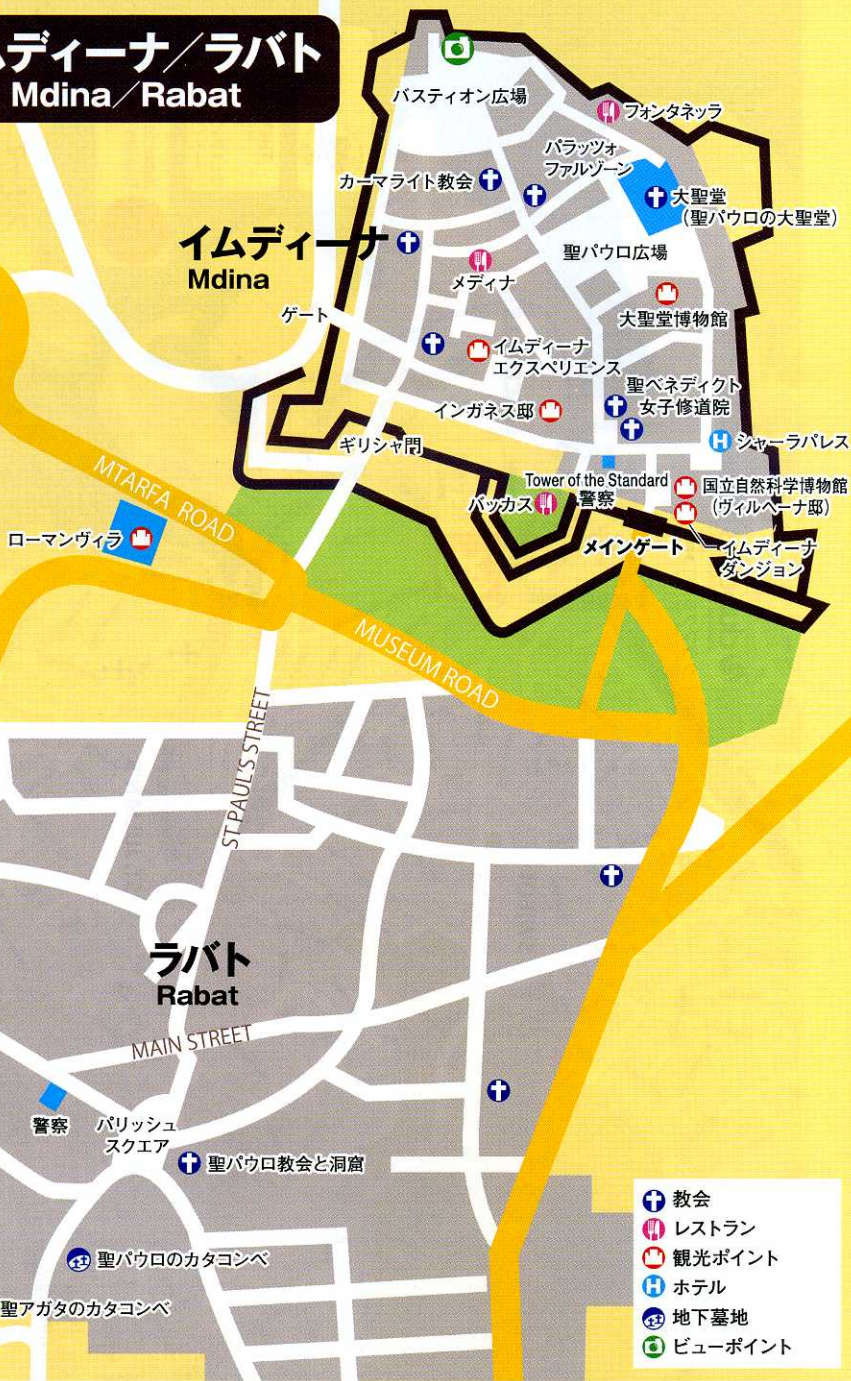 ムディーナ／ラバト
Mdina／Rabat
バスティオン広場
フォンタネッラ
パラッツォ
ファルゾーン
カーマライト教会
大聖堂
（聖パウロの大聖堂）
イムディーナ
Mdina
聖パウロ広場
メディナ
大聖堂博物館
ゲート
イムディーナ
エクスペリエンス
聖ベネディクト
女子修道院
インガネス邸
ギリシャ門
H シャーラパレス
MTARFA ROAD
Tower of the Standard
警察
国立自然科学博物館
（ヴィルヘーナ邸）
バッカス
ローマンヴィラ
メインゲート
イムディーナ
ダンジョン
MUSEUM ROAD
ST PAUL'S STREET
ラバト
Rabat
MAIN STREET
警察
パリッシュ
スクエア
聖パウロ教会と洞窟
聖パウロのカタコンベ
聖アガタのカタコンベ
教会
レストラン
観光ポイント
H ホテル
地下墓地
ビューポイント